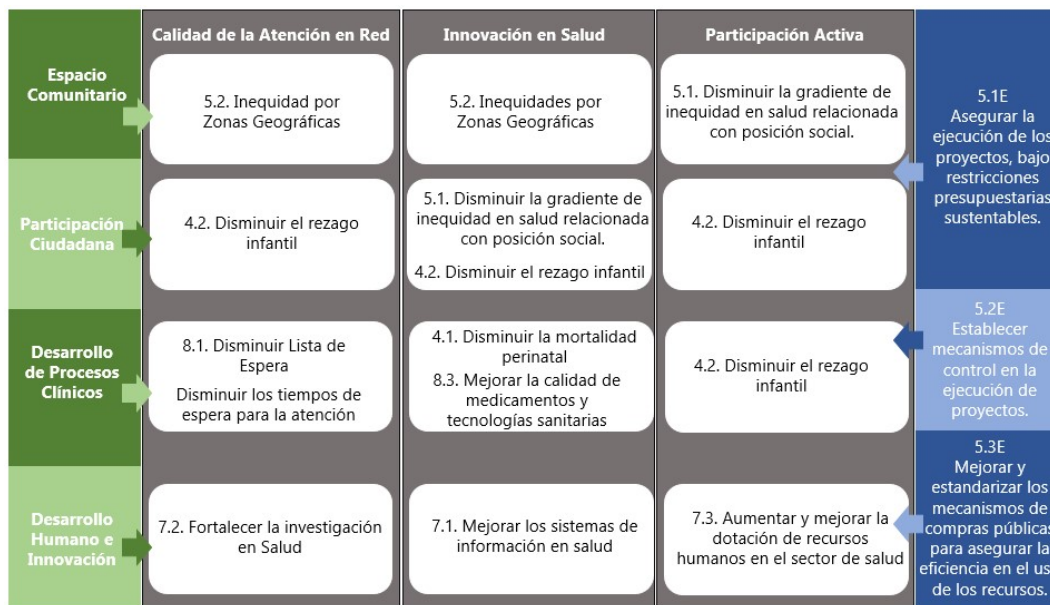 Calidad de la Atención en Red
Innovación en Salud
Participación Activa
Espacio
Comunitario
5.2. Inequidad por
Zonas Geográficas
5.2. Inequidades por
Zonas Geográficas
5.1. Disminuir la gradiente de
inequidad en salud relacionada
con posición social.
Participación
Ciudadana
4.2. Disminuir el rezago
infantil
5.1. Disminuir la gradiente de
inequidad en salud relacionada
con posición social.
4.2. Disminuir el rezago infantil
4.2. Disminuir el rezago
infantil
Desarrollo
de Procesos
Clínicos
8.1. Disminuir Lista de
Espera
Disminuir los tiempos de
espera para la atención
4.1. Disminuir la mortalidad
perinatal
8.3. Mejorar la calidad de
medicamentos y
tecnologías sanitarias
4.2. Disminuir el rezago
infantil
Desarrollo
Humano e
Innovación
7.2. Fortalecer la investigación
en Salud
7.1. Mejorar los sistemas de
información en salud
7.3. Aumentar y mejorar la
dotación de recursos
humanos en el sector de salud
5.1E
Asegurar la
ejecución de los
proyectos, bajo
restricciones
presupuestarias
sustentables.
5.2E
Establecer
mecanismos de
control en la
ejecución de
proyectos.
5.3E
Mejorar y
estandarizar los
mecanismos de
compras públicas
para asegurar la
eficiencia en el us
de los recursos.